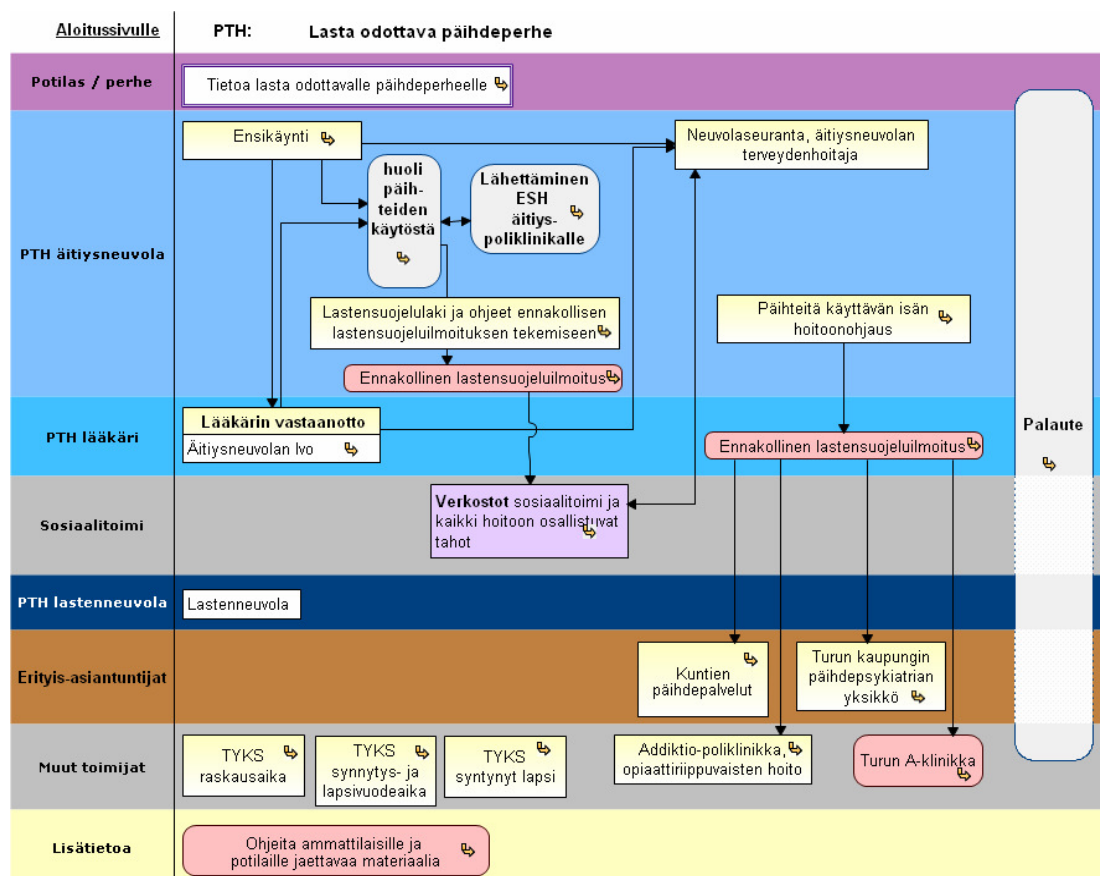 Aloitussivulle
PTH: Lasta odottava päihdeperhe
Potilas / perhe
Tietoa lasta odottavalle päihdeperheelle
PTH äitiysneuvola
Ensikäynti
huoli
päih-
teiden
käytöstä
Lähettäminen
ESH
äitiys-
poliklinikalle
Neuvolaseuranta, äitiysneuvolan
terveydenhoitaja
Lastensuojelulaki ja ohjeet ennakollisen
lastensuojeluilmoituksen tekemiseen
Ennakollinen lastensuojeluilmoitus
Päihteitä käyttävän isän
hoitoonohjaus
PTH lääkäri
Lääkärin vastaanotto
Äitiysneuvolan lvo
Ennakollinen lastensuojeluilmoitus
Palaute
Sosiaalitoimi
Verkostot sosiaalitoimi ja
kaikki hoitoon osallistuvat
tahot
PTH lastenneuvola
Lastenneuvola
Erityis-asiantuntijat
Kuntien
päihdepalvelut
Turun kaupungin
päihdepsykiatrian
yksikkö
Muut toimijat
TYKS
raskausaika
TYKS
synnytys- ja
lapsivuodeaika
TYKS
syntynyt lapsi
Addiktio-poliklinikka,
opiaattiriippuvaisten hoito
Turun A-klinikka
Lisätietoa
Ohjeita ammattilaisille ja
potilaille jaettavaa materiaalia